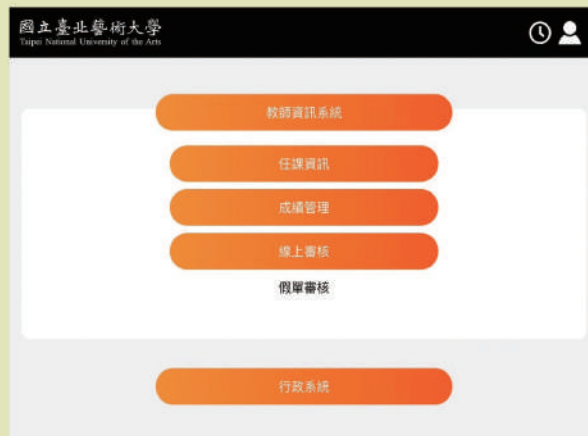 國立臺北藝術大學
Taipei National University of the Arts
教師資訊系統
任課資訊
成績管理
線上審核
假單審核
行政系統